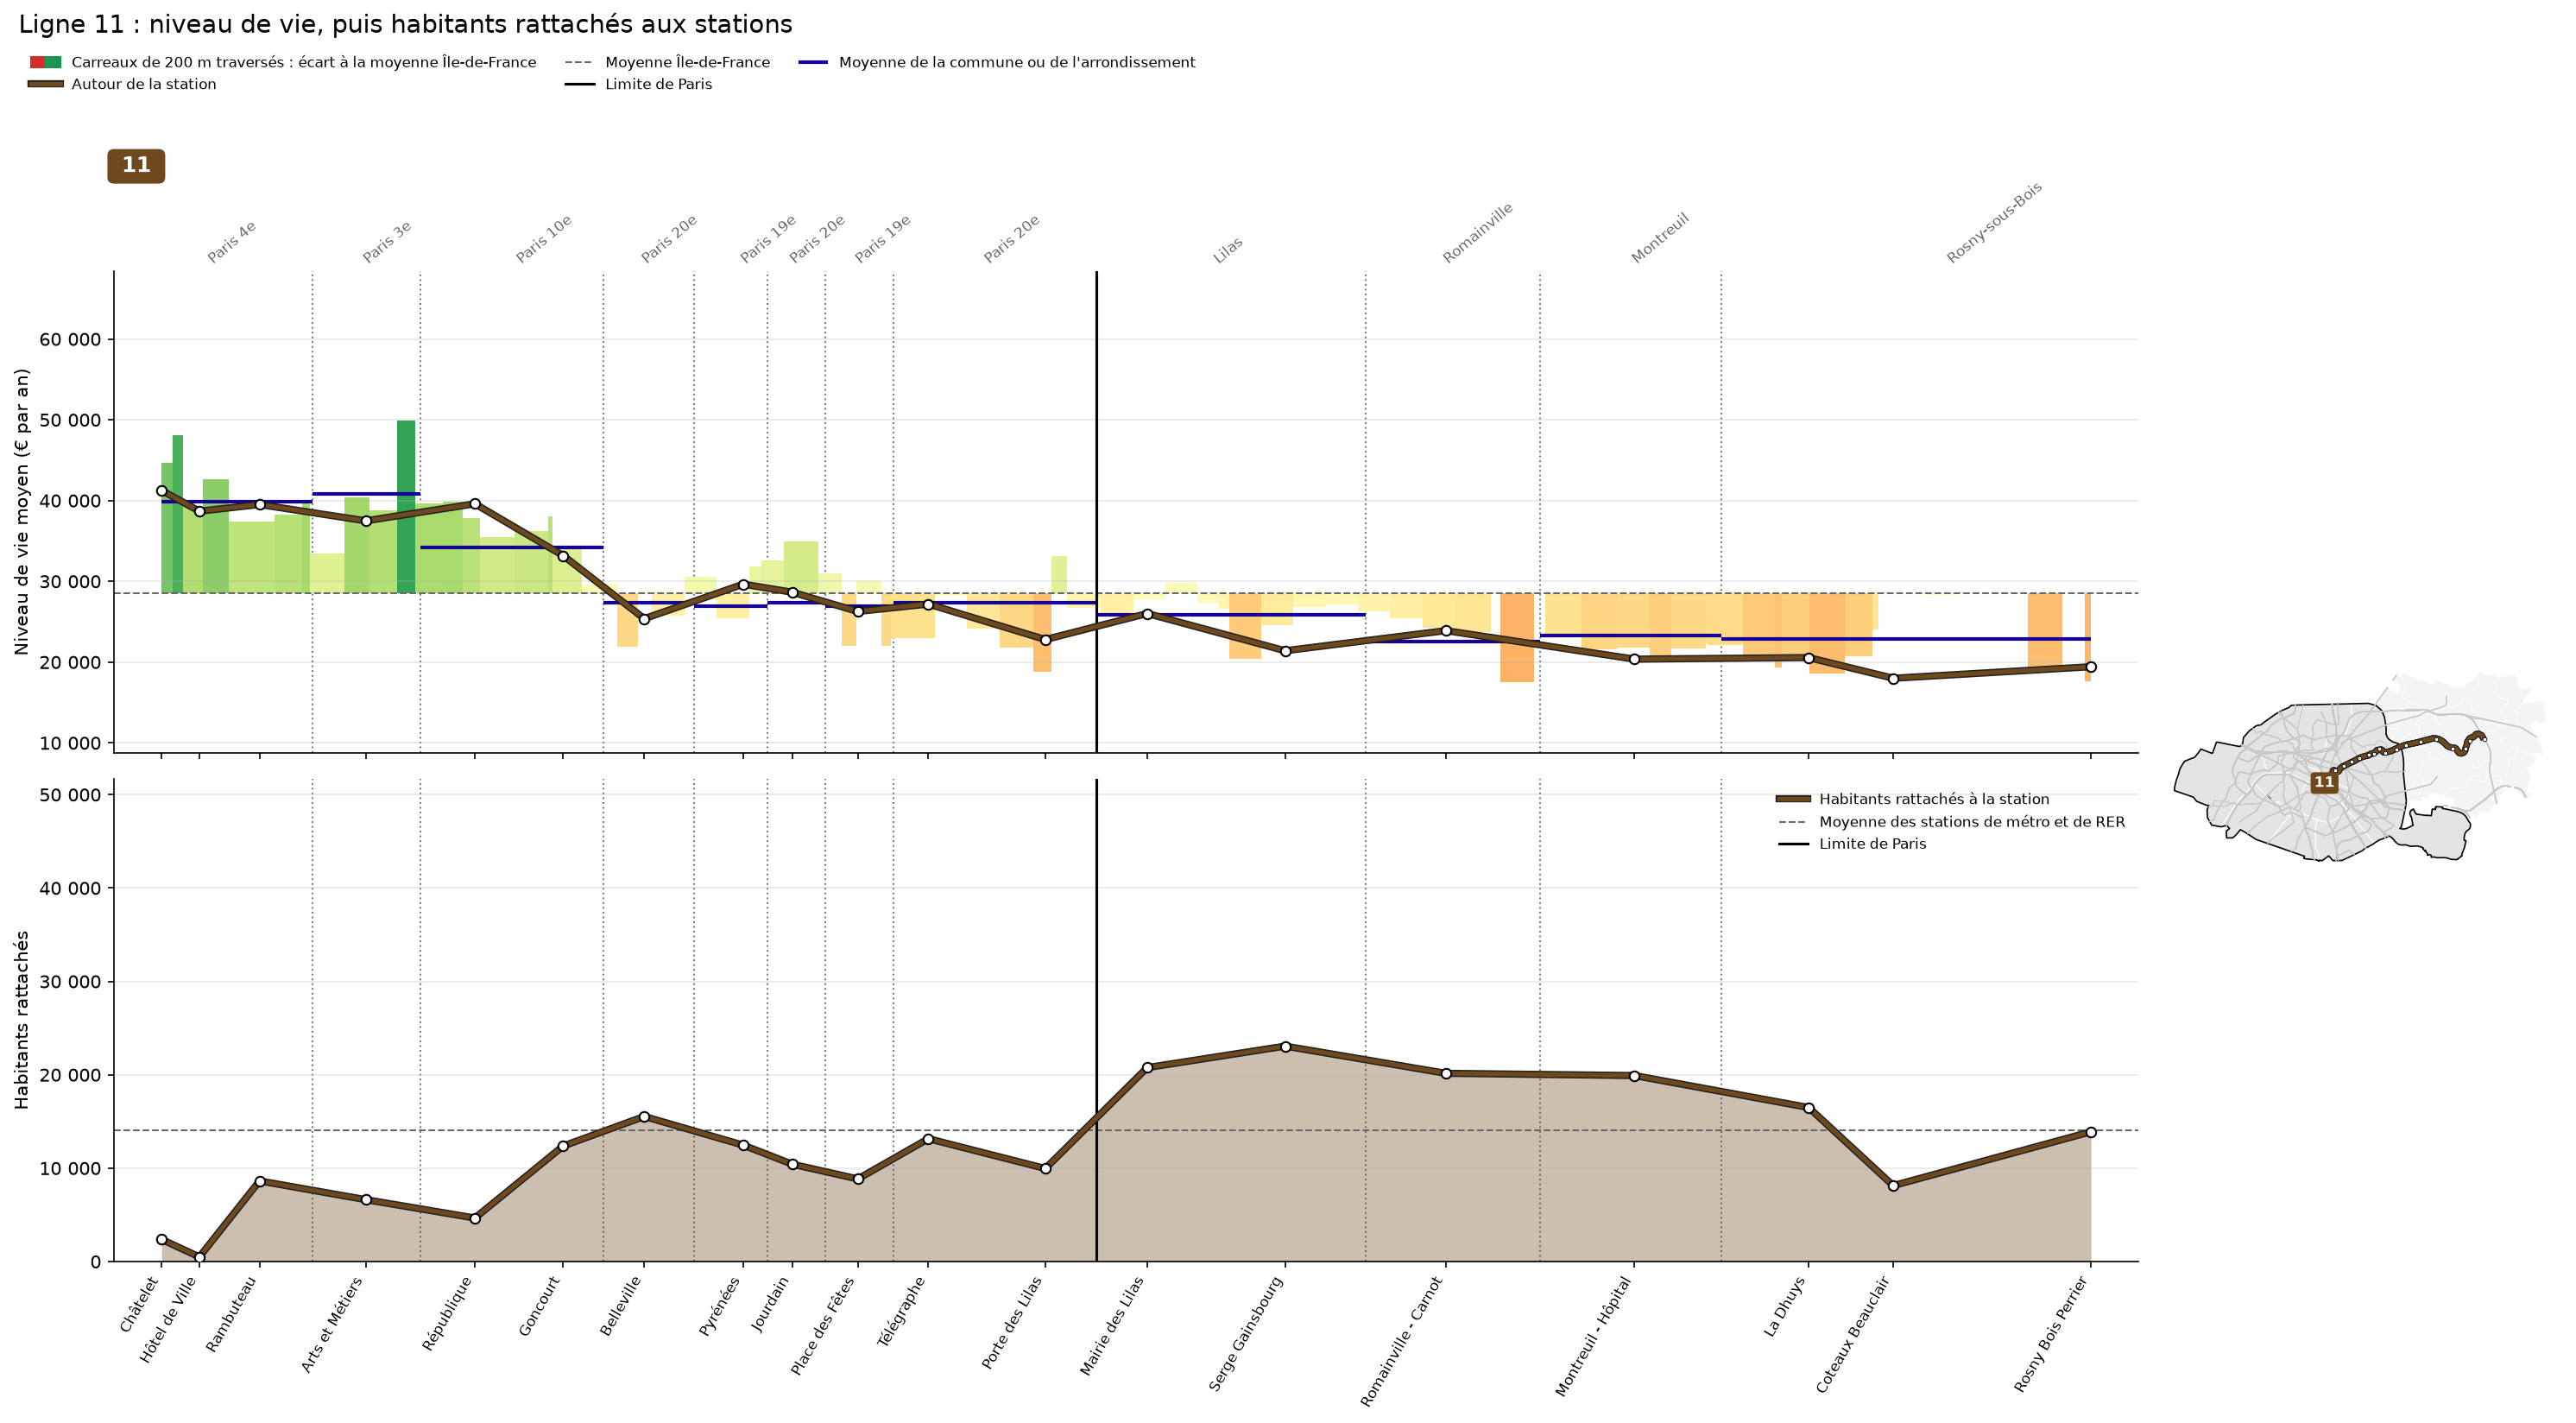 Ligne 11 : niveau de vie, puis habitants rattachés aux stations
Carreaux de 200 m traversés : écart à la moyenne Île-de-France
Moyenne Île-de-France
Moyenne de la commune ou de l'arrondissement
Autour de la station
Limite de Paris
11
Paris 4e
Paris 3e
Paris 10e
Paris 20e
Paris 19e
Paris 20e
Paris 19e
Paris 20e
Lilas
Romainville
Montreuil
Rosny-sous-Bois
Niveau de vie moyen (€ par an)
60 000
50 000
40 000
30 000
20 000
10 000
11
Habitants rattachés
50 000
40 000
30 000
20 000
10 000
0
Habitants rattachés à la station
Moyenne des stations de métro et de RER
Limite de Paris
Châtelet
Hôtel de Ville
Rambuteau
Arts et Métiers
République
Goncourt
Belleville
Pyrénées
Jourdain
Place des Fêtes
Télégraphe
Porte des Lilas
Mairie des Lilas
Serge Gainsbourg
Romainville - Carnot
Montreuil - Hôpital
La Dhuys
Coteaux Beauclair
Rosny Bois Perrier